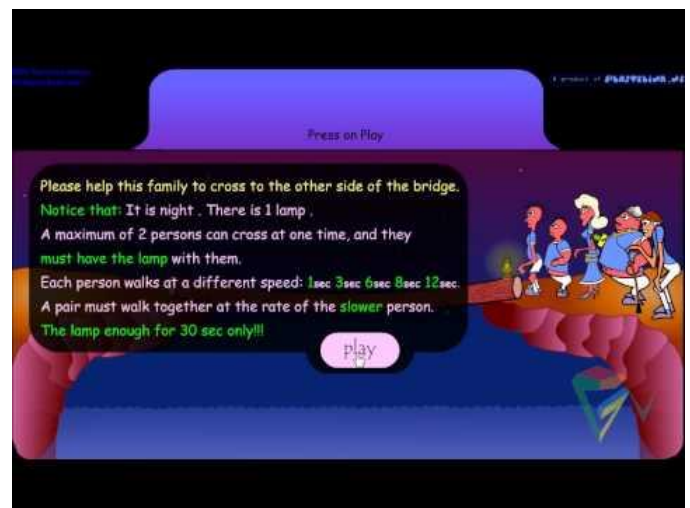 A product of
Press on Play
Please help this family to cross to the other side of the bridge.
Notice that: It is night . There is 1 lamp .
A maximum of 2 persons can cross at one time, and they
must have the lamp with them.
Each person walks at a different speed: 1sec 3sec 6sec 8sec 12sec.
A pair must walk together at the rate of the slower person.
The lamp enough for 30 sec only!!!
play